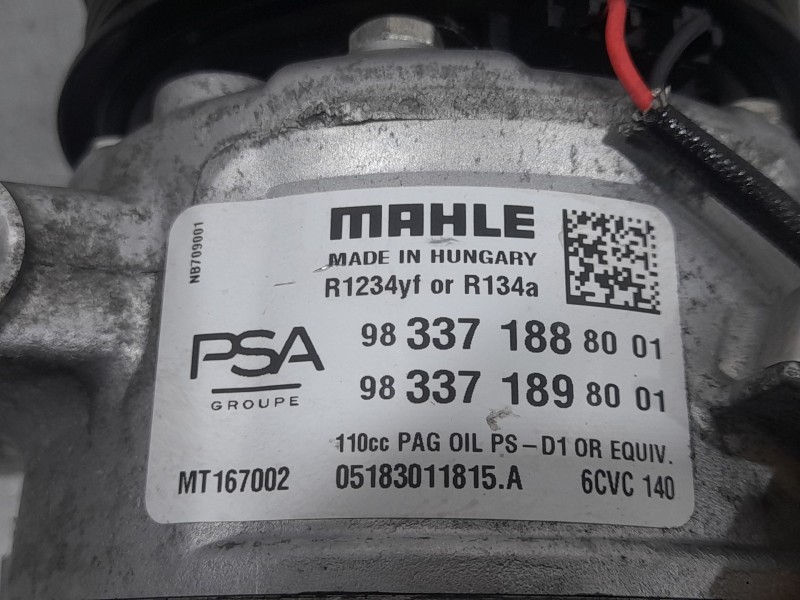 MAHLE
MADE IN HUNGARY
R1234yf or R134a
NB709001
PSA
GROUPE
98 337 188 80 01
98 337 189 80 01
110cc PAG OIL PS-D1 OR EQUIV.
MT167002 05183011815.A 6CVC 140